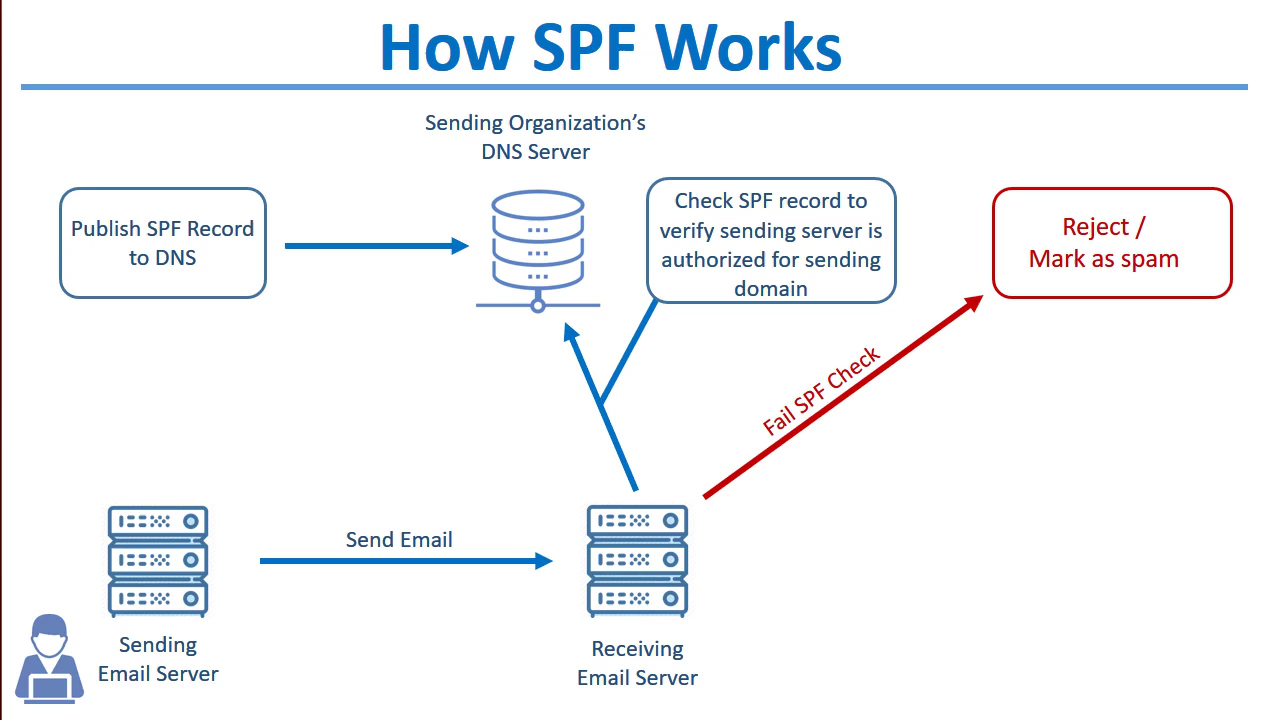 How SPF Works
Sending Organization's
DNS Server
Publish SPF Record
to DNS
Check SPF record to
verify sending server is
authorized for sending
domain
Reject /
Mark as spam
Fail SPF Check
Send Email
Sending
Email Server
Receiving
Email Server